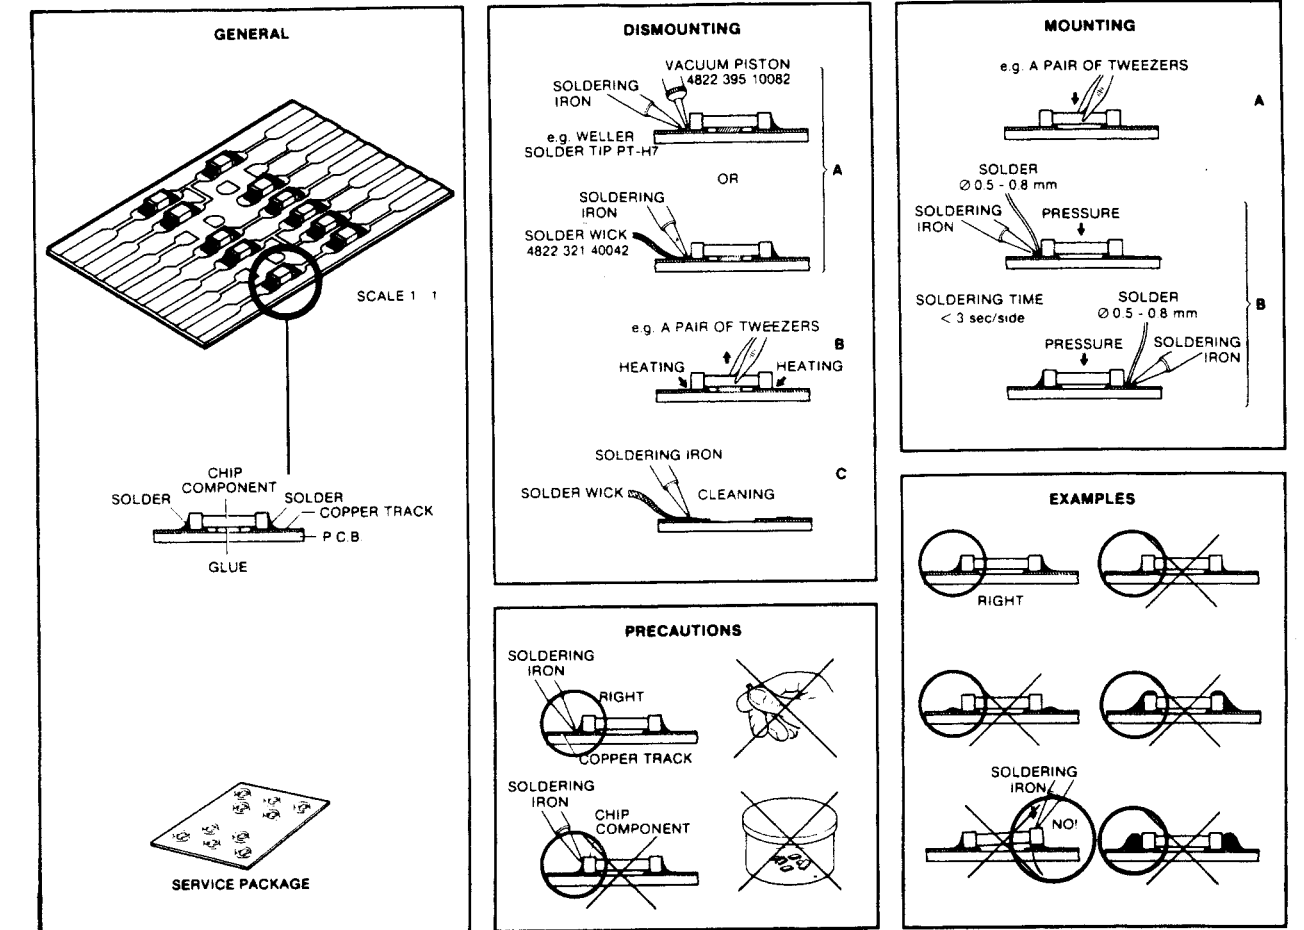 GENERAL
SCALE 1 1
CHIP
COMPONENT
SOLDER
SOLDER
COPPER TRACK
P.C.B.
GLUE
SERVICE PACKAGE
DISMOUNTING
VACUUM PISTON
4822 395 10082
SOLDERING
IRON
e.g. WELLER
SOLDER TIP PT-H7
A
OR
SOLDERING
IRON
SOLDER WICK
4822 321 40042
e.g. A PAIR OF TWEEZERS
B
HEATING
HEATING
SOLDERING IRON
C
SOLDER WICK
CLEANING
PRECAUTIONS
SOLDERING
IRON
RIGHT
COPPER TRACK
SOLDERING
IRON
CHIP
COMPONENT
MOUNTING
e.g. A PAIR OF TWEEZERS
A
SOLDER
Ø 0.5 - 0.8 mm
SOLDERING
IRON
PRESSURE
SOLDERING TIME
< 3 sec/side
SOLDER
Ø 0.5 - 0.8 mm
B
PRESSURE
SOLDERING
IRON
EXAMPLES
RIGHT
SOLDERING
IRON
NO!